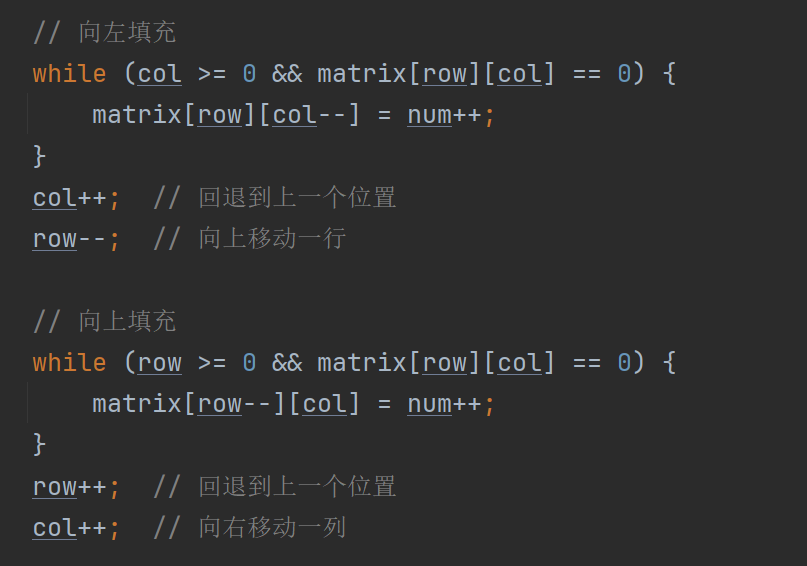 // 向左填充
while (col >= 0 && matrix[row][col] == 0) {
    matrix[row][col--] = num++;
}
col++;  // 回退到上一个位置
row--;  // 向上移动一行

// 向上填充
while (row >= 0 && matrix[row][col] == 0) {
    matrix[row--][col] = num++;
}
row++;  // 回退到上一个位置
col++;  // 向右移动一列